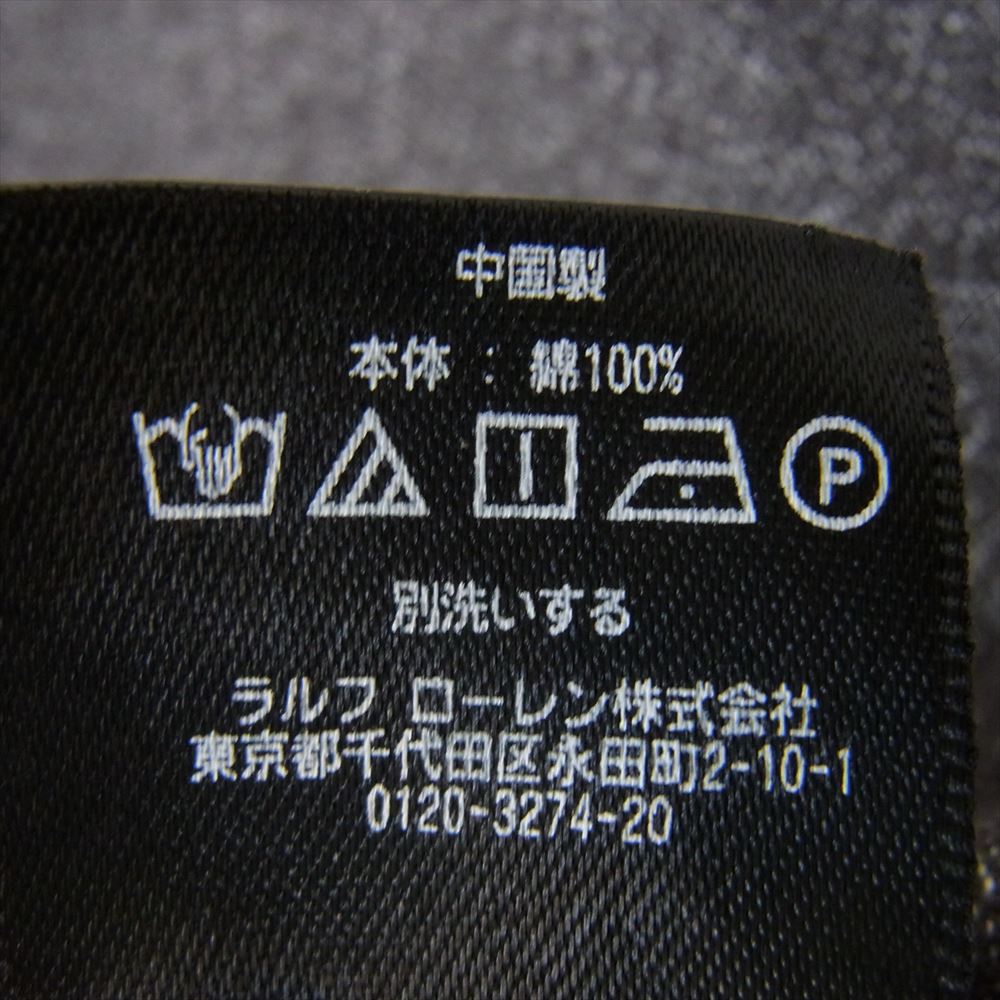 中国製
本体 : 綿100%
P
別洗いする
ラルフ ローレン株式会社
東京都千代田区永田町2-10-1
0120-3274-20